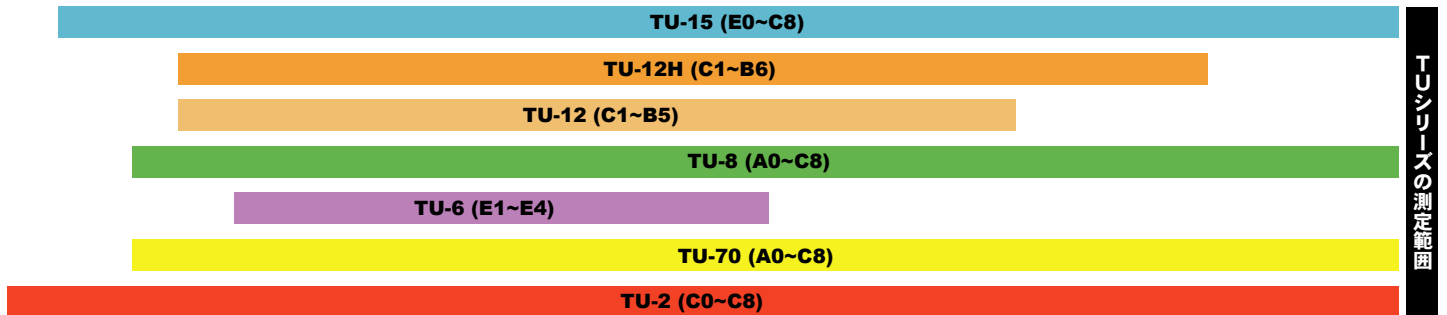 TU-15 (E0~C8)
TU-12H (C1~B6)
TU-12 (C1~B5)
TU-8 (A0~C8)
TU-6 (E1~E4)
TU-70 (A0~C8)
TU-2 (C0~C8)
TUシリーズの測定範囲